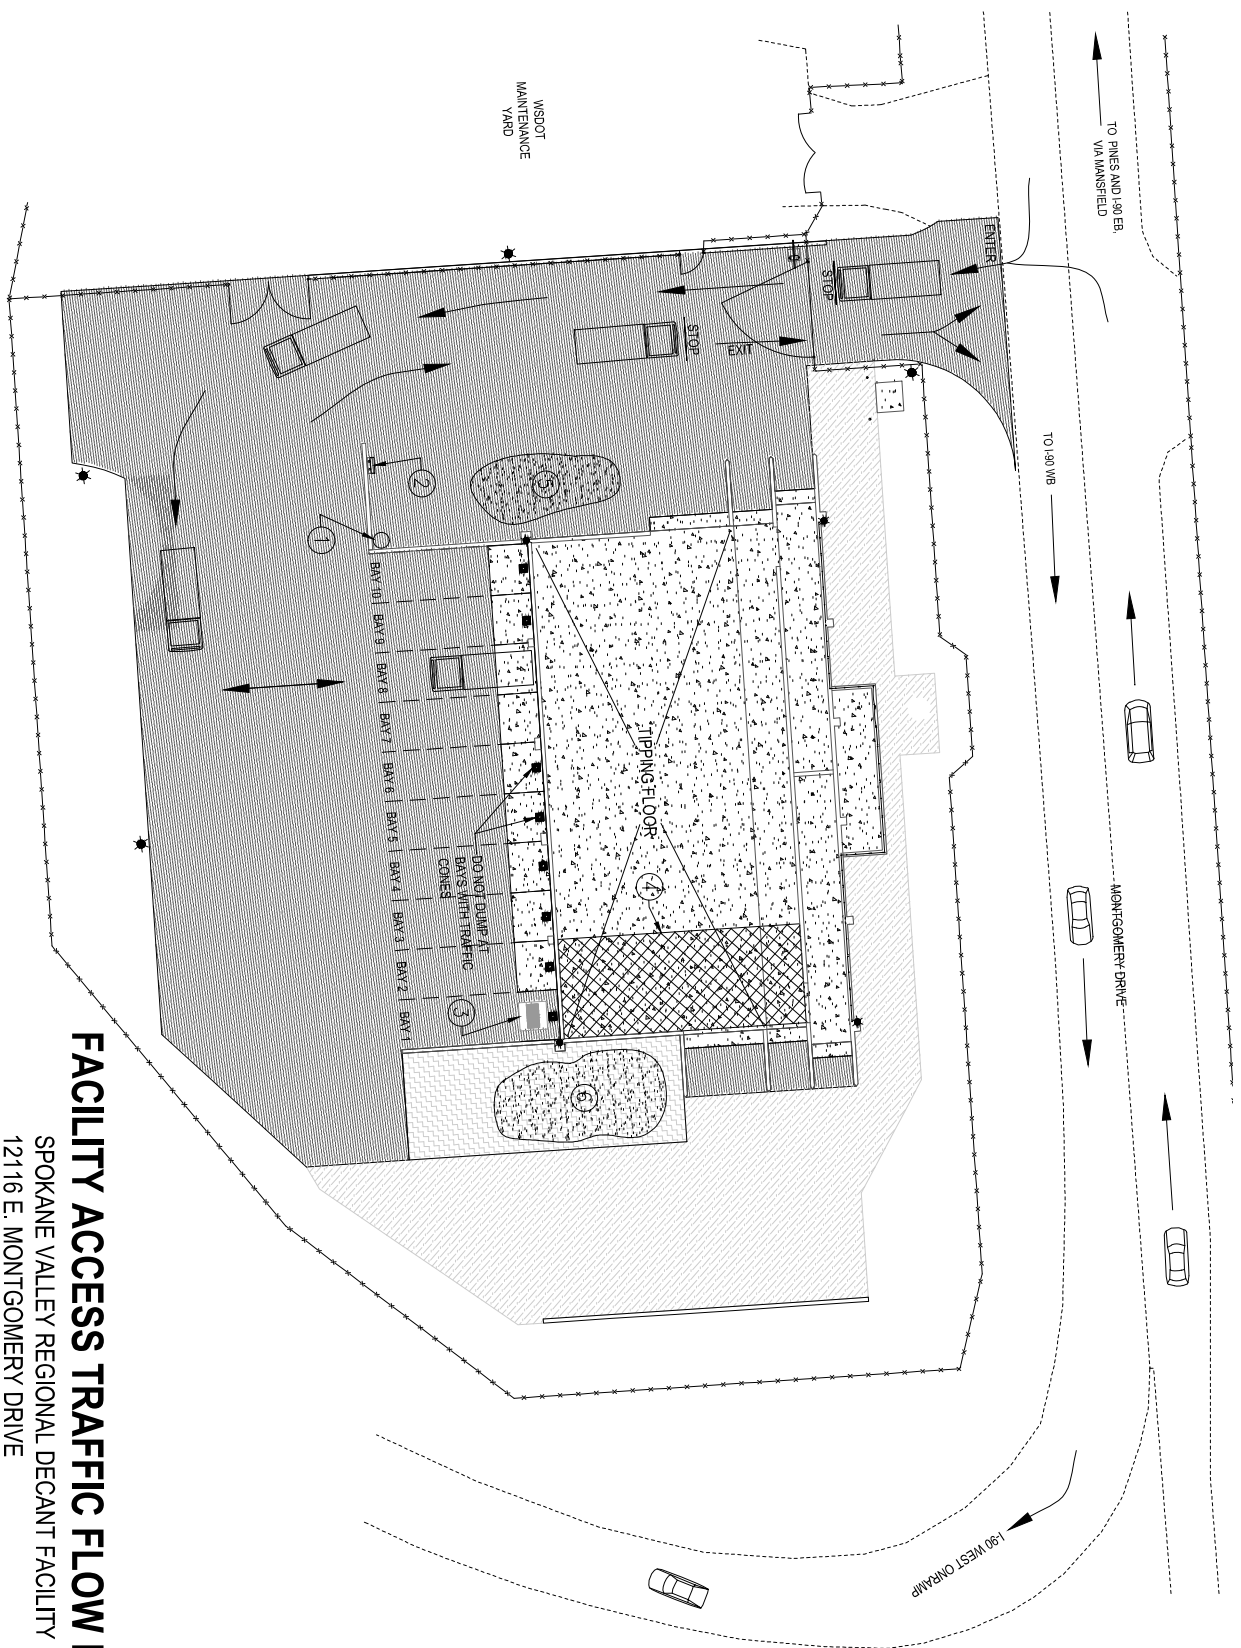 TO PINES AND I-90 EB,
VIA MANSFIELD
WSDOT
MAINTENANCE
YARD
ENTER
STOP
STOP
EXIT
TO I-90 WB
MONTGOMERY DRIVE
I-90 WEST ONRAMP
1
2
5
BAY 10
BAY 9
BAY 8
BAY 7
BAY 6
BAY 5
BAY 4
BAY 3
BAY 2
BAY 1
TIPPING FLOOR
DO NOT DUMP AT
BAYS WITH TRAFFIC
CONES
4
3
6
FACILITY ACCESS TRAFFIC FLOW
SPOKANE VALLEY REGIONAL DECANT FACILITY
12116 E. MONTGOMERY DRIVE